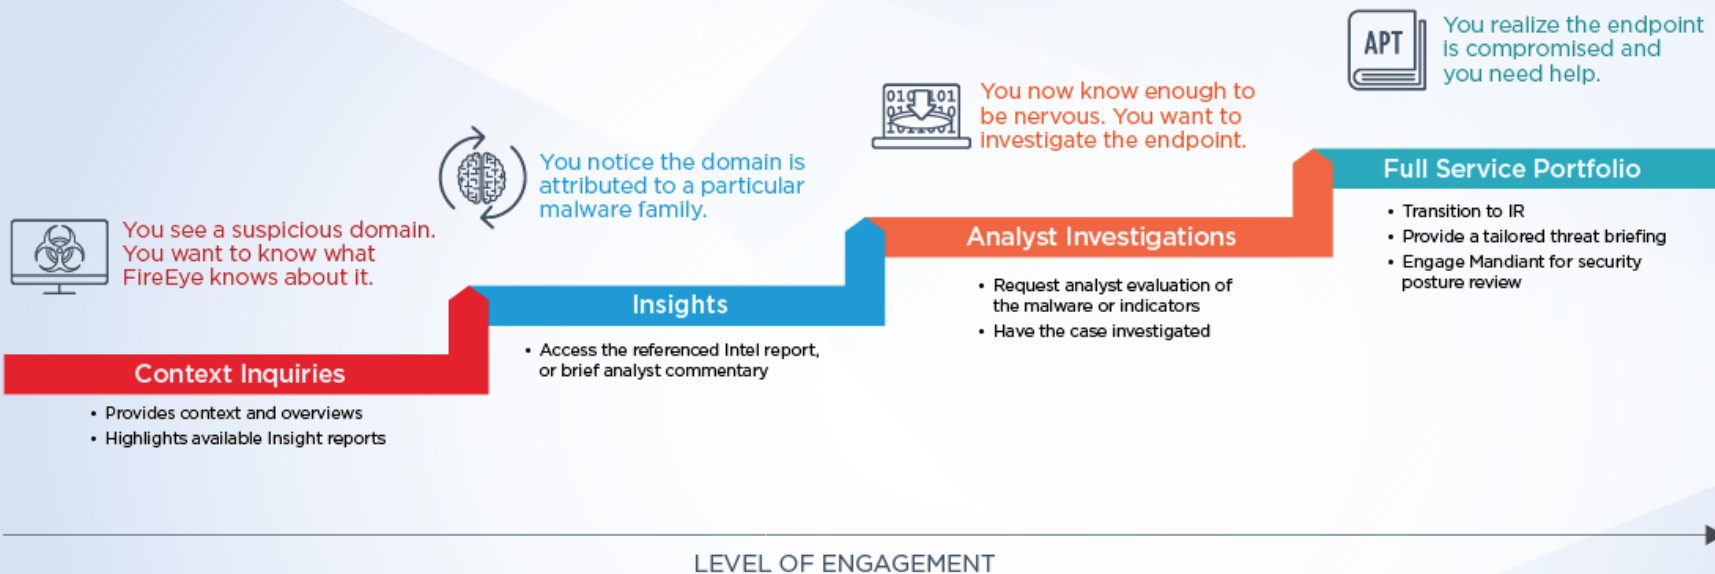 You see a suspicious domain.
You want to know what
FireEye knows about it.
Context Inquiries
• Provides context and overviews
• Highlights available Insight reports
You notice the domain is
attributed to a particular
malware family.
Insights
• Access the referenced Intel report,
or brief analyst commentary
You now know enough to
be nervous. You want to
investigate the endpoint.
Analyst Investigations
• Request analyst evaluation of
the malware or indicators
• Have the case investigated
APT
You realize the endpoint
is compromised and
you need help.
Full Service Portfolio
• Transition to IR
• Provide a tailored threat briefing
• Engage Mandiant for security
posture review
LEVEL OF ENGAGEMENT